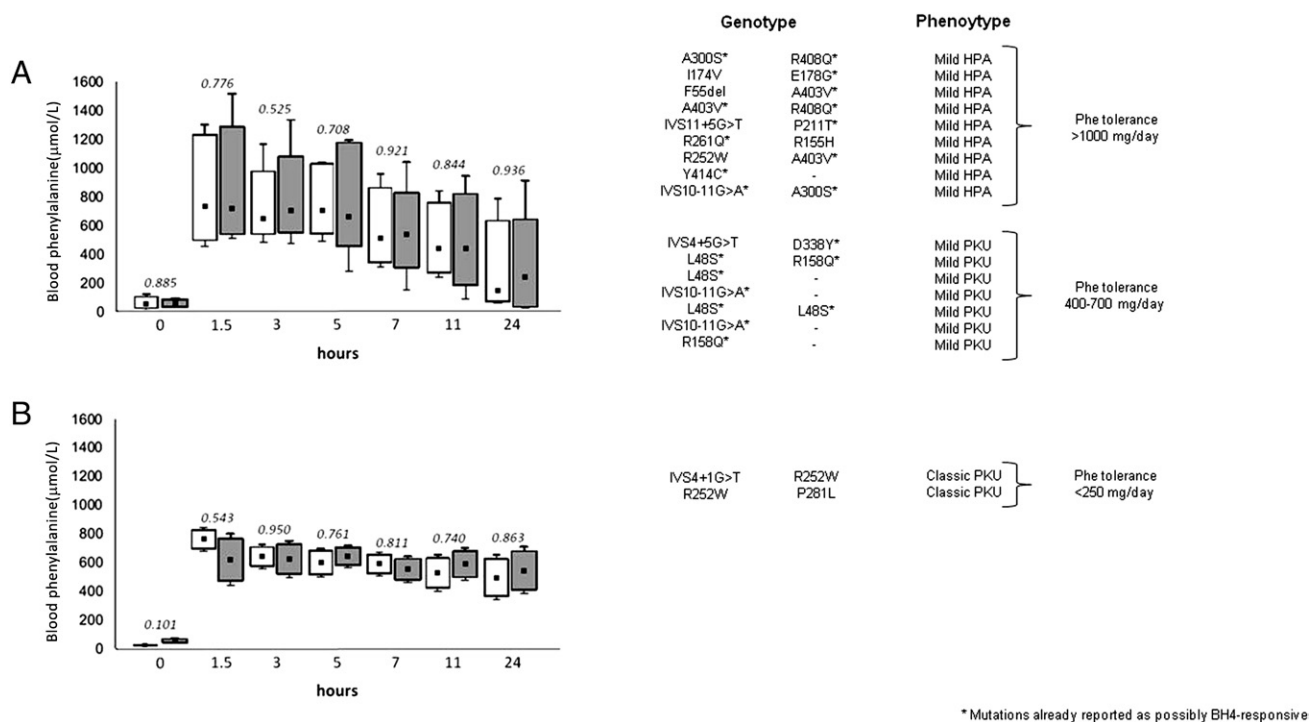 Genotype Phenoytype
A
Blood phenylalanine(μmol/L)
1600
1400
1200
1000
800
600
400
200
0
0.885
0.776
0.525
0.708
0.921
0.844
0.936
0 1.5 3 5 7 11 24
hours
A300S* R408Q* Mild HPA
I174V E178G* Mild HPA
F55del A403V* Mild HPA
A403V* R408Q* Mild HPA
IVS11+5G>T P211T* Mild HPA
R261Q* R155H Mild HPA
R252W A403V* Mild HPA
Y414C* - Mild HPA
IVS10-11G>A* A300S* Mild HPA
Phe tolerance
>1000 mg/day
IVS4+5G>T D338Y* Mild PKU
L48S* R158Q* Mild PKU
L48S* - Mild PKU
IVS10-11G>A* - Mild PKU
L48S* L48S* Mild PKU
IVS10-11G>A* - Mild PKU
R158Q* - Mild PKU
Phe tolerance
400-700 mg/day
B
Blood phenylalanine(μmol/L)
1600
1400
1200
1000
800
600
400
200
0
0.101
0.543
0.950
0.761
0.811
0.740
0.863
0 1.5 3 5 7 11 24
hours
IVS4+1G>T R252W Classic PKU
R252W P281L Classic PKU
Phe tolerance
<250 mg/day
* Mutations already reported as possibly BH4-responsive